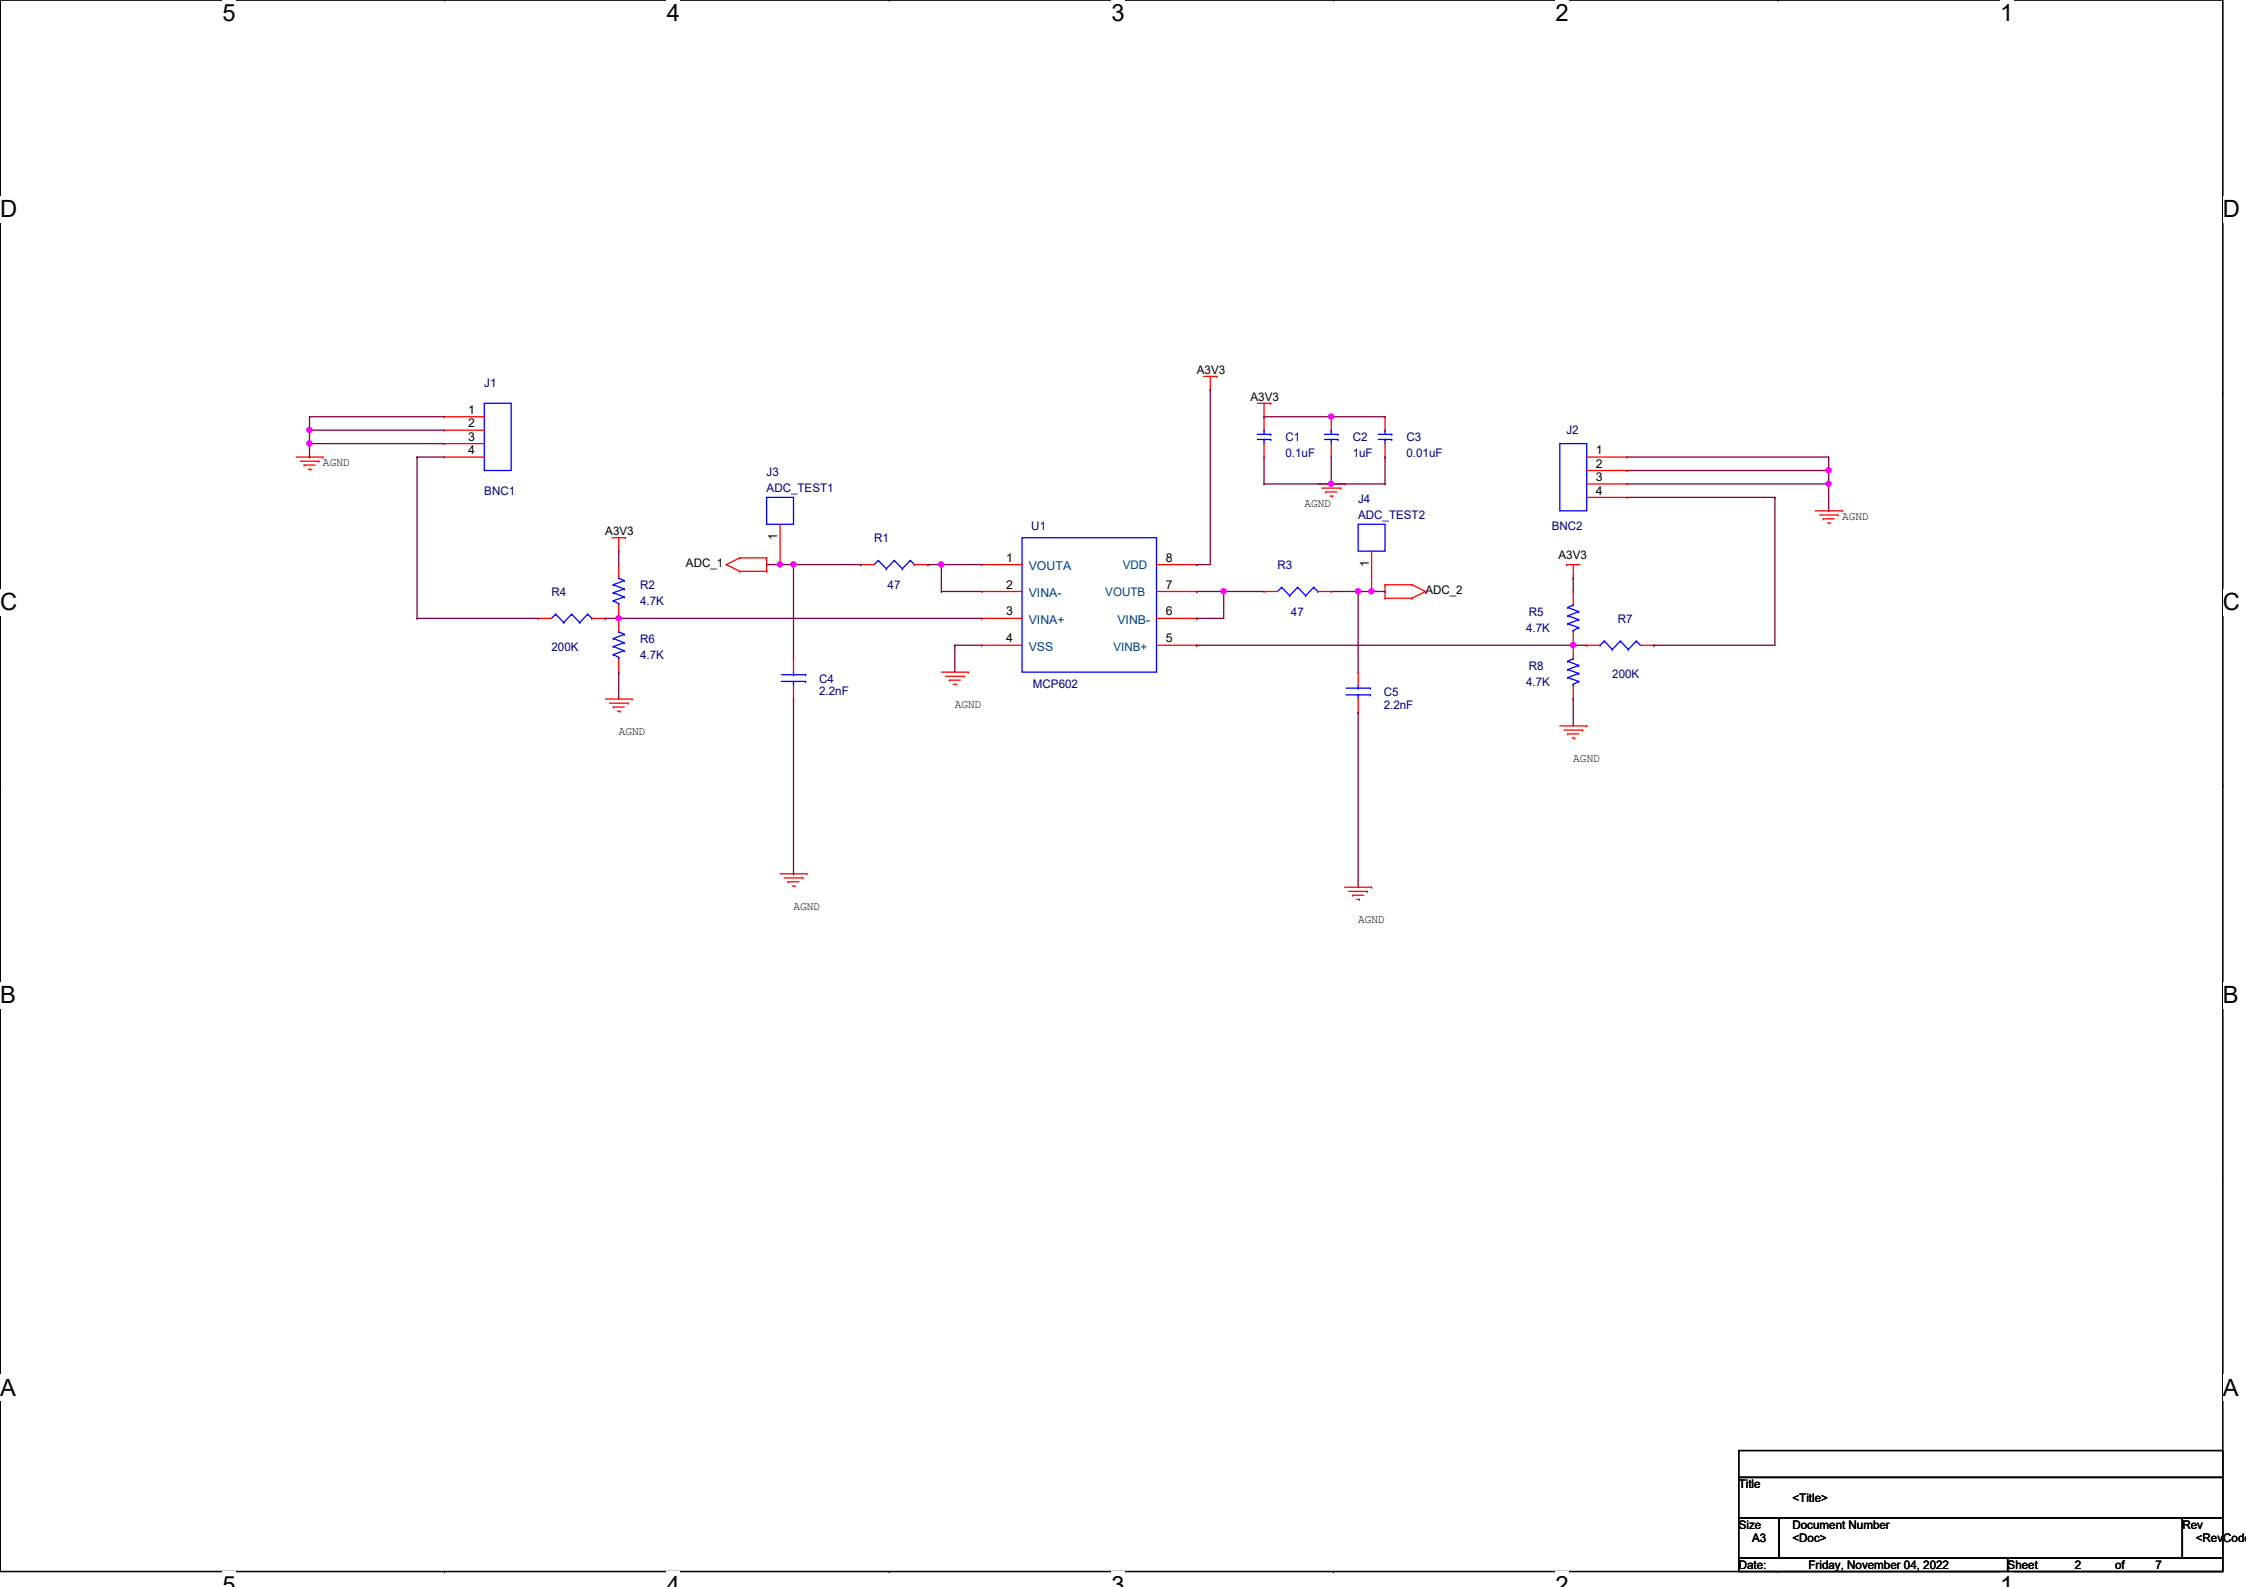 5 4 3 2 1
D D
C C
B B
A A
J1
1
2
3
4
AGND
BNC1
A3V3
R4
200K
R2
4.7K
R6
4.7K
AGND
J3
ADC_TEST1
1
ADC_1
R1
47
C4
2.2nF
AGND
U1
1 VOUTA
2 VINA-
3 VINA+
4 VSS
VDD 8
VOUTB 7
VINB- 6
VINB+ 5
MCP602
AGND
A3V3
A3V3
C1
0.1uF
C2
1uF
C3
0.01uF
AGND
J4
ADC_TEST2
1
R3
47
ADC_2
C5
2.2nF
AGND
J2
1
2
3
4
AGND
BNC2
A3V3
R5
4.7K
R7
200K
R8
4.7K
AGND
Title
<Title>
Size Document Number Rev
A3 <Doc> <RevCode
Date: Friday, November 04, 2022 Sheet 2 of 7
5 4 3 2 1